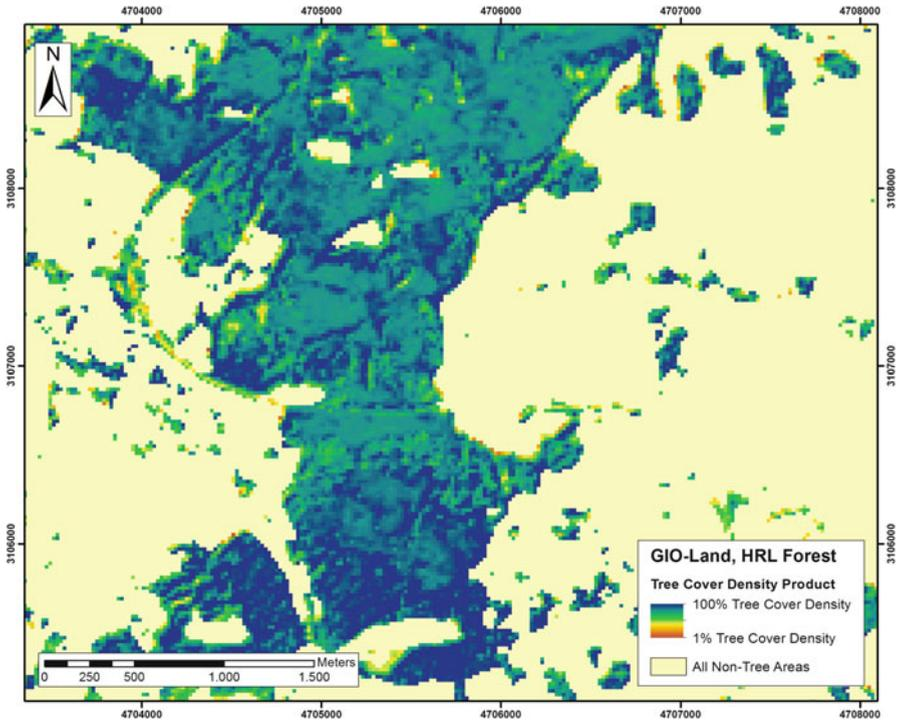 4704000 4705000 4706000 4707000 4708000
N
3108000 3108000
3107000 3107000
3106000 3106000
GIO-Land, HRL Forest
Tree Cover Density Product
100% Tree Cover Density
1% Tree Cover Density
All Non-Tree Areas
Meters
0 250 500 1.000 1.500
4704000 4705000 4706000 4707000 4708000